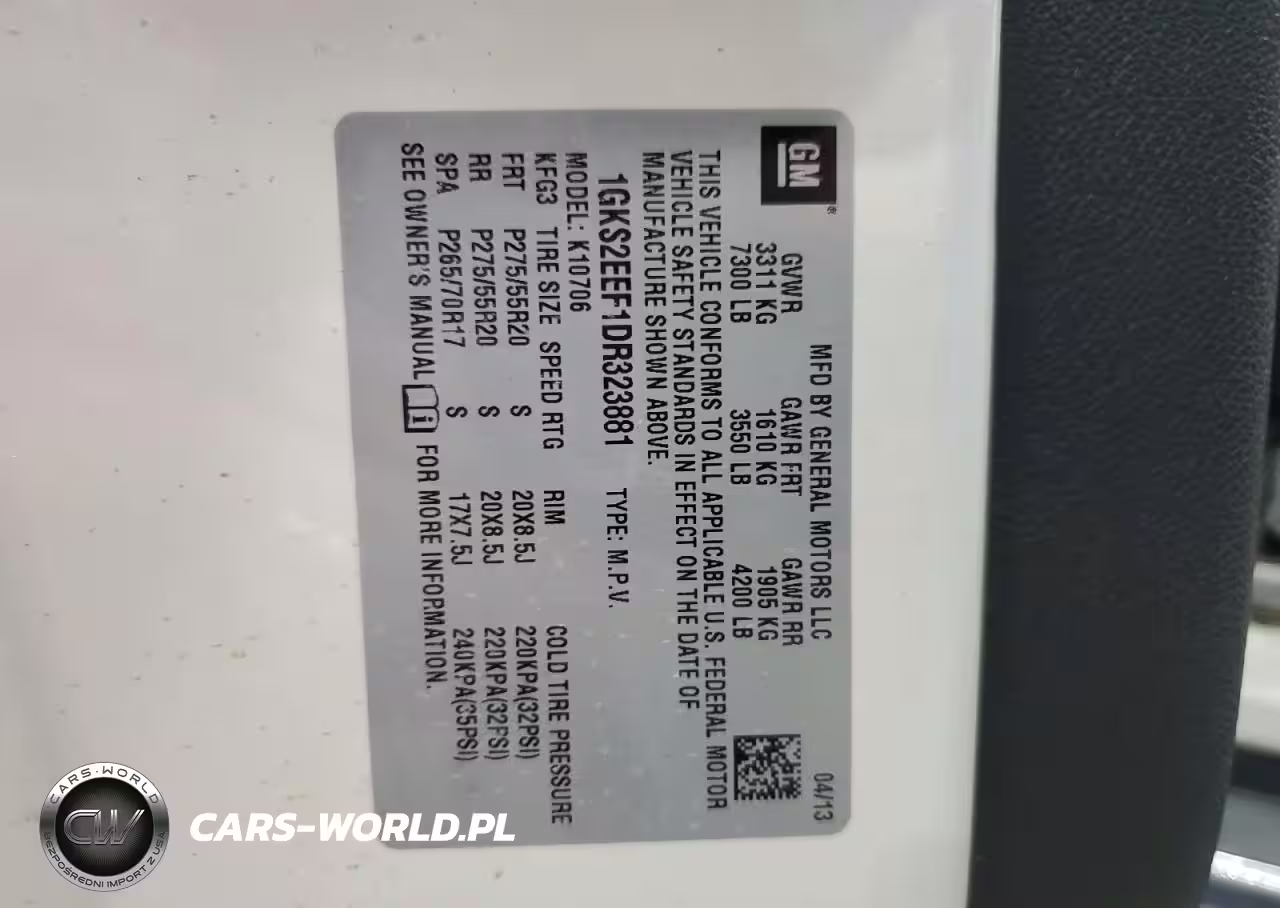 GM ®
MFD BY GENERAL MOTORS LLC 04/13
GVWR GAWR FRT GAWR RR
3311 KG 1610 KG 1905 KG
7300 LB 3550 LB 4200 LB
THIS VEHICLE CONFORMS TO ALL APPLICABLE U.S. FEDERAL MOTOR
VEHICLE SAFETY STANDARDS IN EFFECT ON THE DATE OF
MANUFACTURE SHOWN ABOVE.
1GKS2EEF1DR323881 TYPE: M.P.V.
MODEL: K10706
KFG3 TIRE SIZE SPEED RTG RIM COLD TIRE PRESSURE
FRT P275/55R20 S 20X8.5J 220KPA(32PSI)
RR P275/55R20 S 20X8.5J 220KPA(32PSI)
SPA P265/70R17 S 17X7.5J 240KPA(35PSI)
SEE OWNER'S MANUAL i FOR MORE INFORMATION.
CARS-WORLD
CW
BEZPOŚREDNI IMPORT Z USA
CARS-WORLD.PL